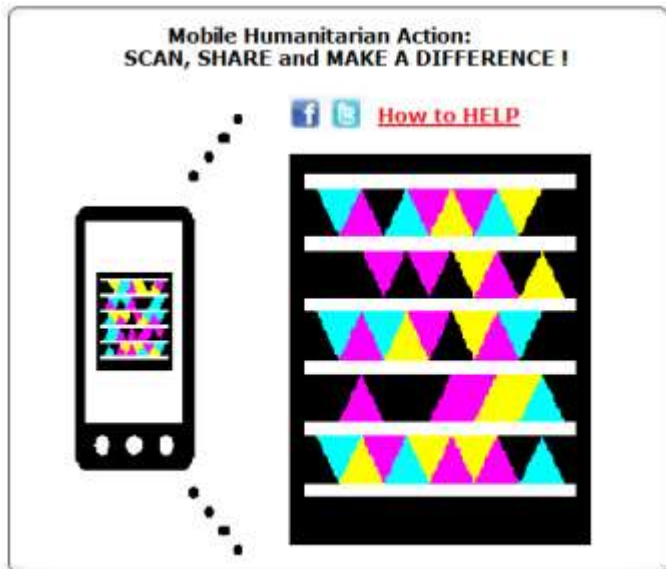 Mobile Humanitarian Action:
SCAN, SHARE and MAKE A DIFFERENCE !
How to HELP